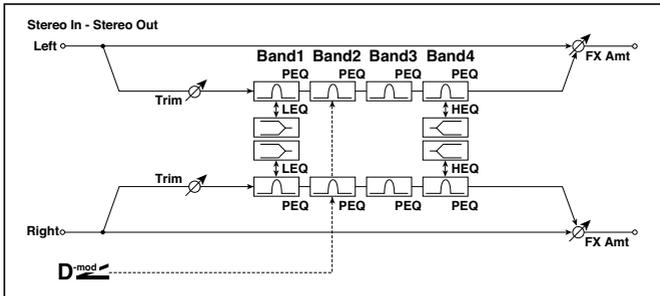 Stereo In - Stereo Out
Left
Band1 Band2 Band3 Band4
FX Amt
PEQ PEQ PEQ PEQ
Trim
LEQ HEQ
Trim
LEQ HEQ
PEQ PEQ PEQ PEQ
Right
FX Amt
D-mod